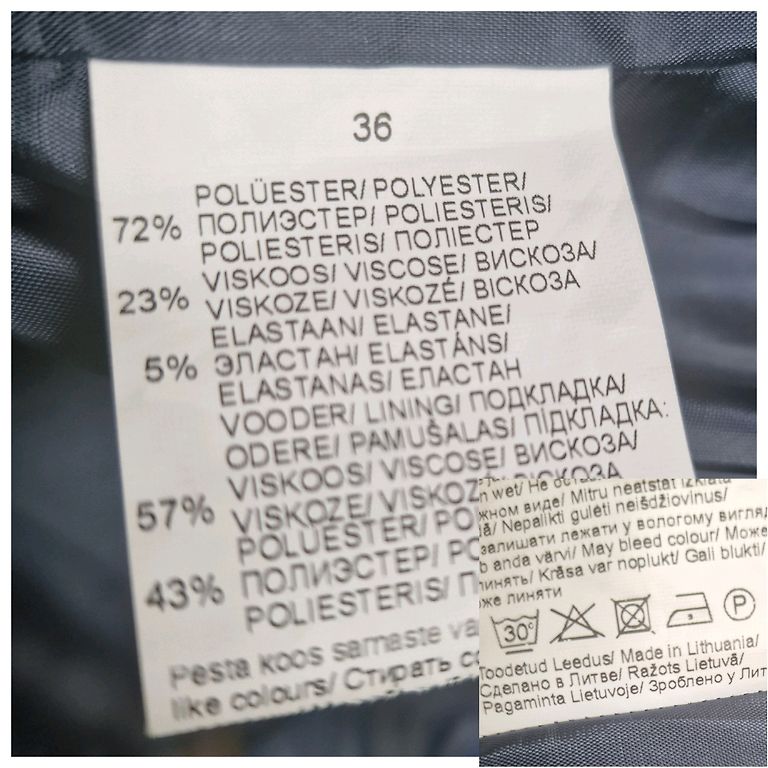 36
POLÜESTER/ POLYESTER/
72% ПОЛИЭСТЕР/ POLIESTERIS/
POLIESTERIS/ ПОЛІЕСТЕР
VISKOOS/ VISCOSE/ ВИСКОЗА/
23% VISKOZE/ VISKOZĖ/ ВІСКОЗА
ELASTAAN/ ELASTANE/
5% ЭЛАСТАН/ ELASTĀNS/
ELASTANAS/ ЕЛАСТАН
VOODER/ LINING/ ПОДКЛАДКА/
ODERE/ PAMUŠALAS/ ПІДКЛАДКА:
VISKOOS/ VISCOSE/ ВИСКОЗА/
57% VISKOZE/ VISKOZ
POLÜESTER/ PO
43% ПОЛИЭСТЕР/ PO
POLIESTERIS/ П
Pesta koos samaste
like colours/ Стирать
n wet/ Не
жном виде/ Mitru neatstāt izklātu
ā/ Nepalikti gulėti neišdžiovinus/
залишати лежати у вологому вигляд
b anda värvi/ May bleed colour/ Може
линять/ Krāsa var noplukt/ Gali blukti/
же линяти
30°
P
Toodetud Leedus/ Made in Lithuania/
Сделано в Литве/ Ražots Lietuvā/
Pagaminta Lietuvoje/ Зроблено у Лит